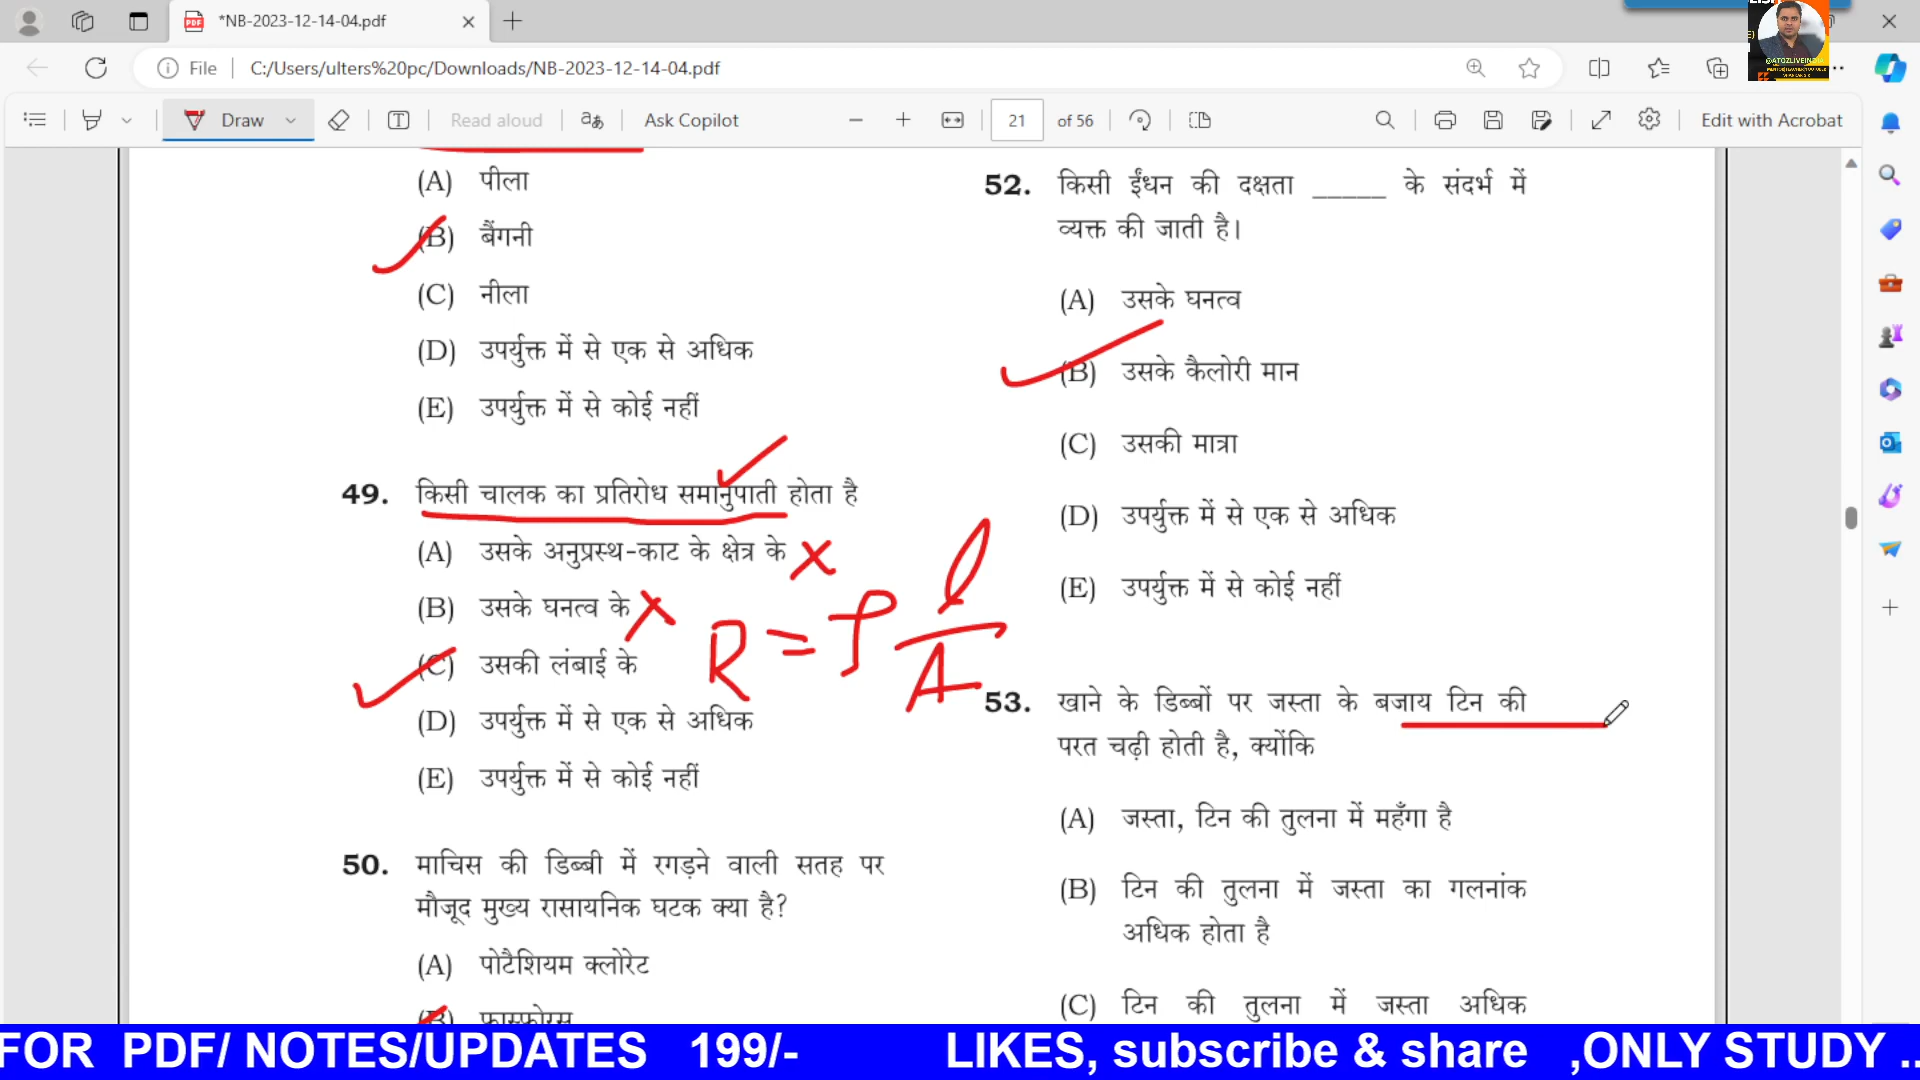 *NB-2023-12-14-04.pdf
File C:/Users/ulters%20pc/Downloads/NB-2023-12-14-04.pdf
@ATOZLIVEINDIA
Draw
Read aloud
Ask Copilot
21 of 56
Edit with Acrobat
(A) पीला
(B) बैंगनी
(C) नीला
(D) उपर्युक्त में से एक से अधिक
(E) उपर्युक्त में से कोई नहीं
49. किसी चालक का प्रतिरोध समानुपाती होता है
(A) उसके अनुप्रस्थ-काट के क्षेत्र के
(B) उसके घनत्व के
(C) उसकी लंबाई के
(D) उपर्युक्त में से एक से अधिक
(E) उपर्युक्त में से कोई नहीं
R = ρ l/A
50. माचिस की डिब्बी में रगड़ने वाली सतह पर
मौजूद मुख्य रासायनिक घटक क्या है?
(A) पोटैशियम क्लोरेट
(B) फास्फोरस
52. किसी ईंधन की दक्षता _____ के संदर्भ में
व्यक्त की जाती है।
(A) उसके घनत्व
(B) उसके कैलोरी मान
(C) उसकी मात्रा
(D) उपर्युक्त में से एक से अधिक
(E) उपर्युक्त में से कोई नहीं
53. खाने के डिब्बों पर जस्ता के बजाय टिन की
परत चढ़ी होती है, क्योंकि
(A) जस्ता, टिन की तुलना में महँगा है
(B) टिन की तुलना में जस्ता का गलनांक
अधिक होता है
(C) टिन की तुलना में जस्ता अधिक
FOR PDF/ NOTES/UPDATES 199/- LIKES, subscribe & share ,ONLY STUDY ..